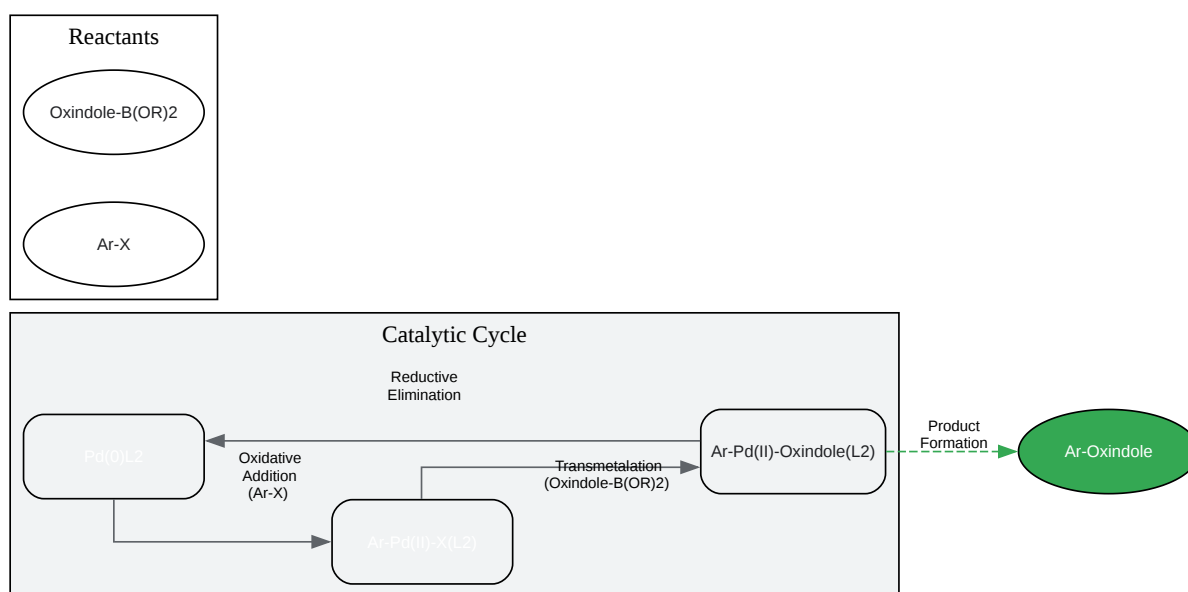 Reactants
Oxindole-B(OR)2
Ar-X
Catalytic Cycle
Reductive
Elimination
Pd(0)L2
Oxidative
Addition
(Ar-X)
Transmetalation
(Oxindole-B(OR)2)
Ar-Pd(II)-Oxindole(L2)
Product
Formation
Ar-Oxindole
Ar-Pd(II)-X(L2)